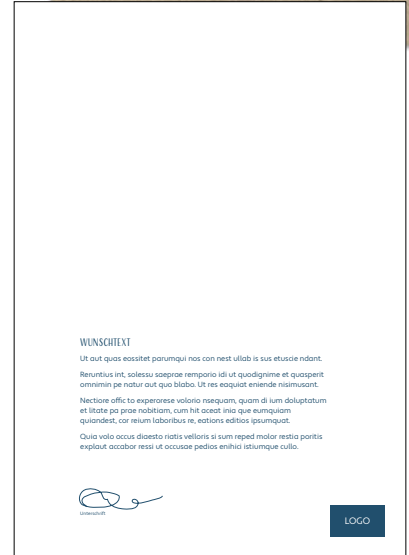 WUNSCHTEXT
Ut aut quas eossitet parumqui nos con nest ullab is sus etuscie ndant.
Reruntius int, solessu saeprae remporio idi ut quodignime et quasperit
omnimin pe natur aut quo blabo. Ut res eaquiat eniende nisimusant.
Nectiore offic to experorese volorio nsequam, quam di ium doluptatum
et litate pa prae nobitiam, cum hit aceat inia que eumquiam
quiandest, cor reium laboribus re, eations editios ipsumquat.
Quia volo occus diaesto riatis velloris si sum reped molor restia poritis
explaut accabor ressi ut occusae pedios enihici istiumque cullo.
Unterschrift
LOGO